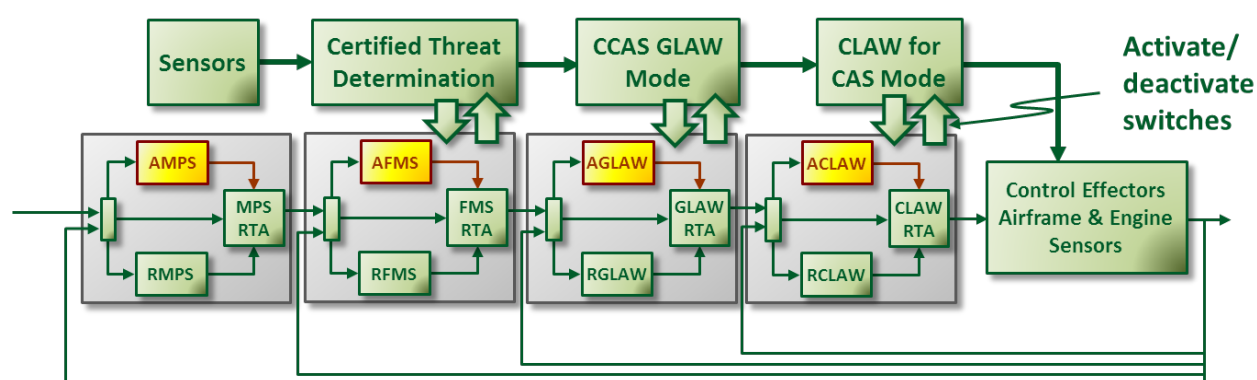 Sensors
Certified Threat
Determination
CCAS GLAW
Mode
CLAW for
CAS Mode
Activate/
deactivate
switches
AMPS
MPS
RTA
RMPS
AFMS
FMS
RTA
RFMS
AGLAW
GLAW
RTA
RGLAW
ACLAW
CLAW
RTA
RCLAW
Control Effectors
Airframe & Engine
Sensors